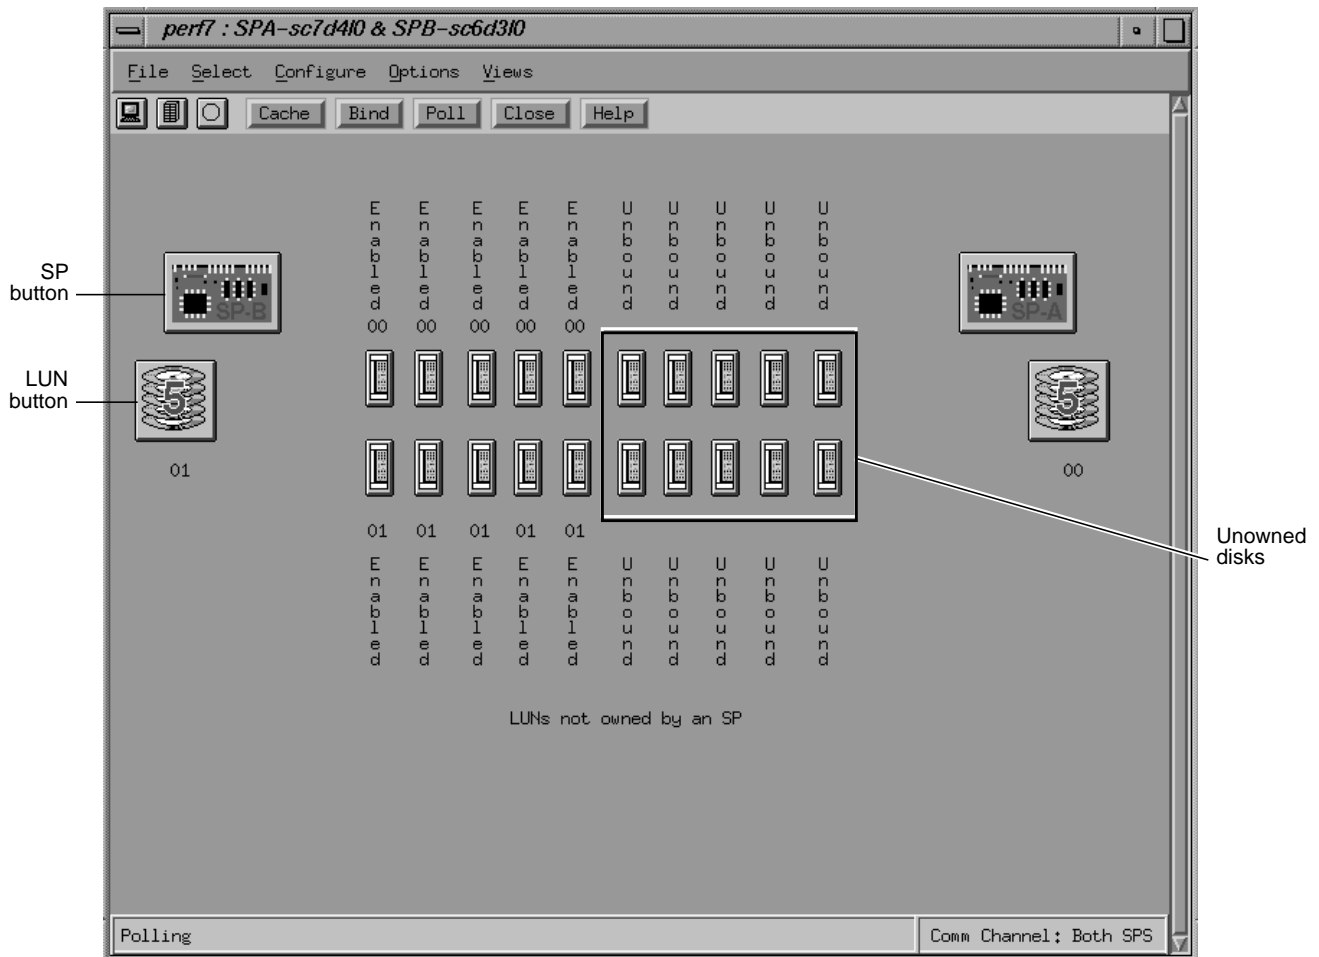 perf7 : SPA-sc7d4l0 & SPB-sc6d3l0
File Select Configure Options Views
Cache Bind Poll Close Help
Enabled Enabled Enabled Enabled Enabled Unbound Unbound Unbound Unbound Unbound
00 00 00 00 00
SP button
SP-B
SP-A
LUN button
5
5
01
00
01 01 01 01 01
Enabled Enabled Enabled Enabled Enabled Unbound Unbound Unbound Unbound Unbound
Unowned disks
LUNs not owned by an SP
Polling
Comm Channel: Both SPS